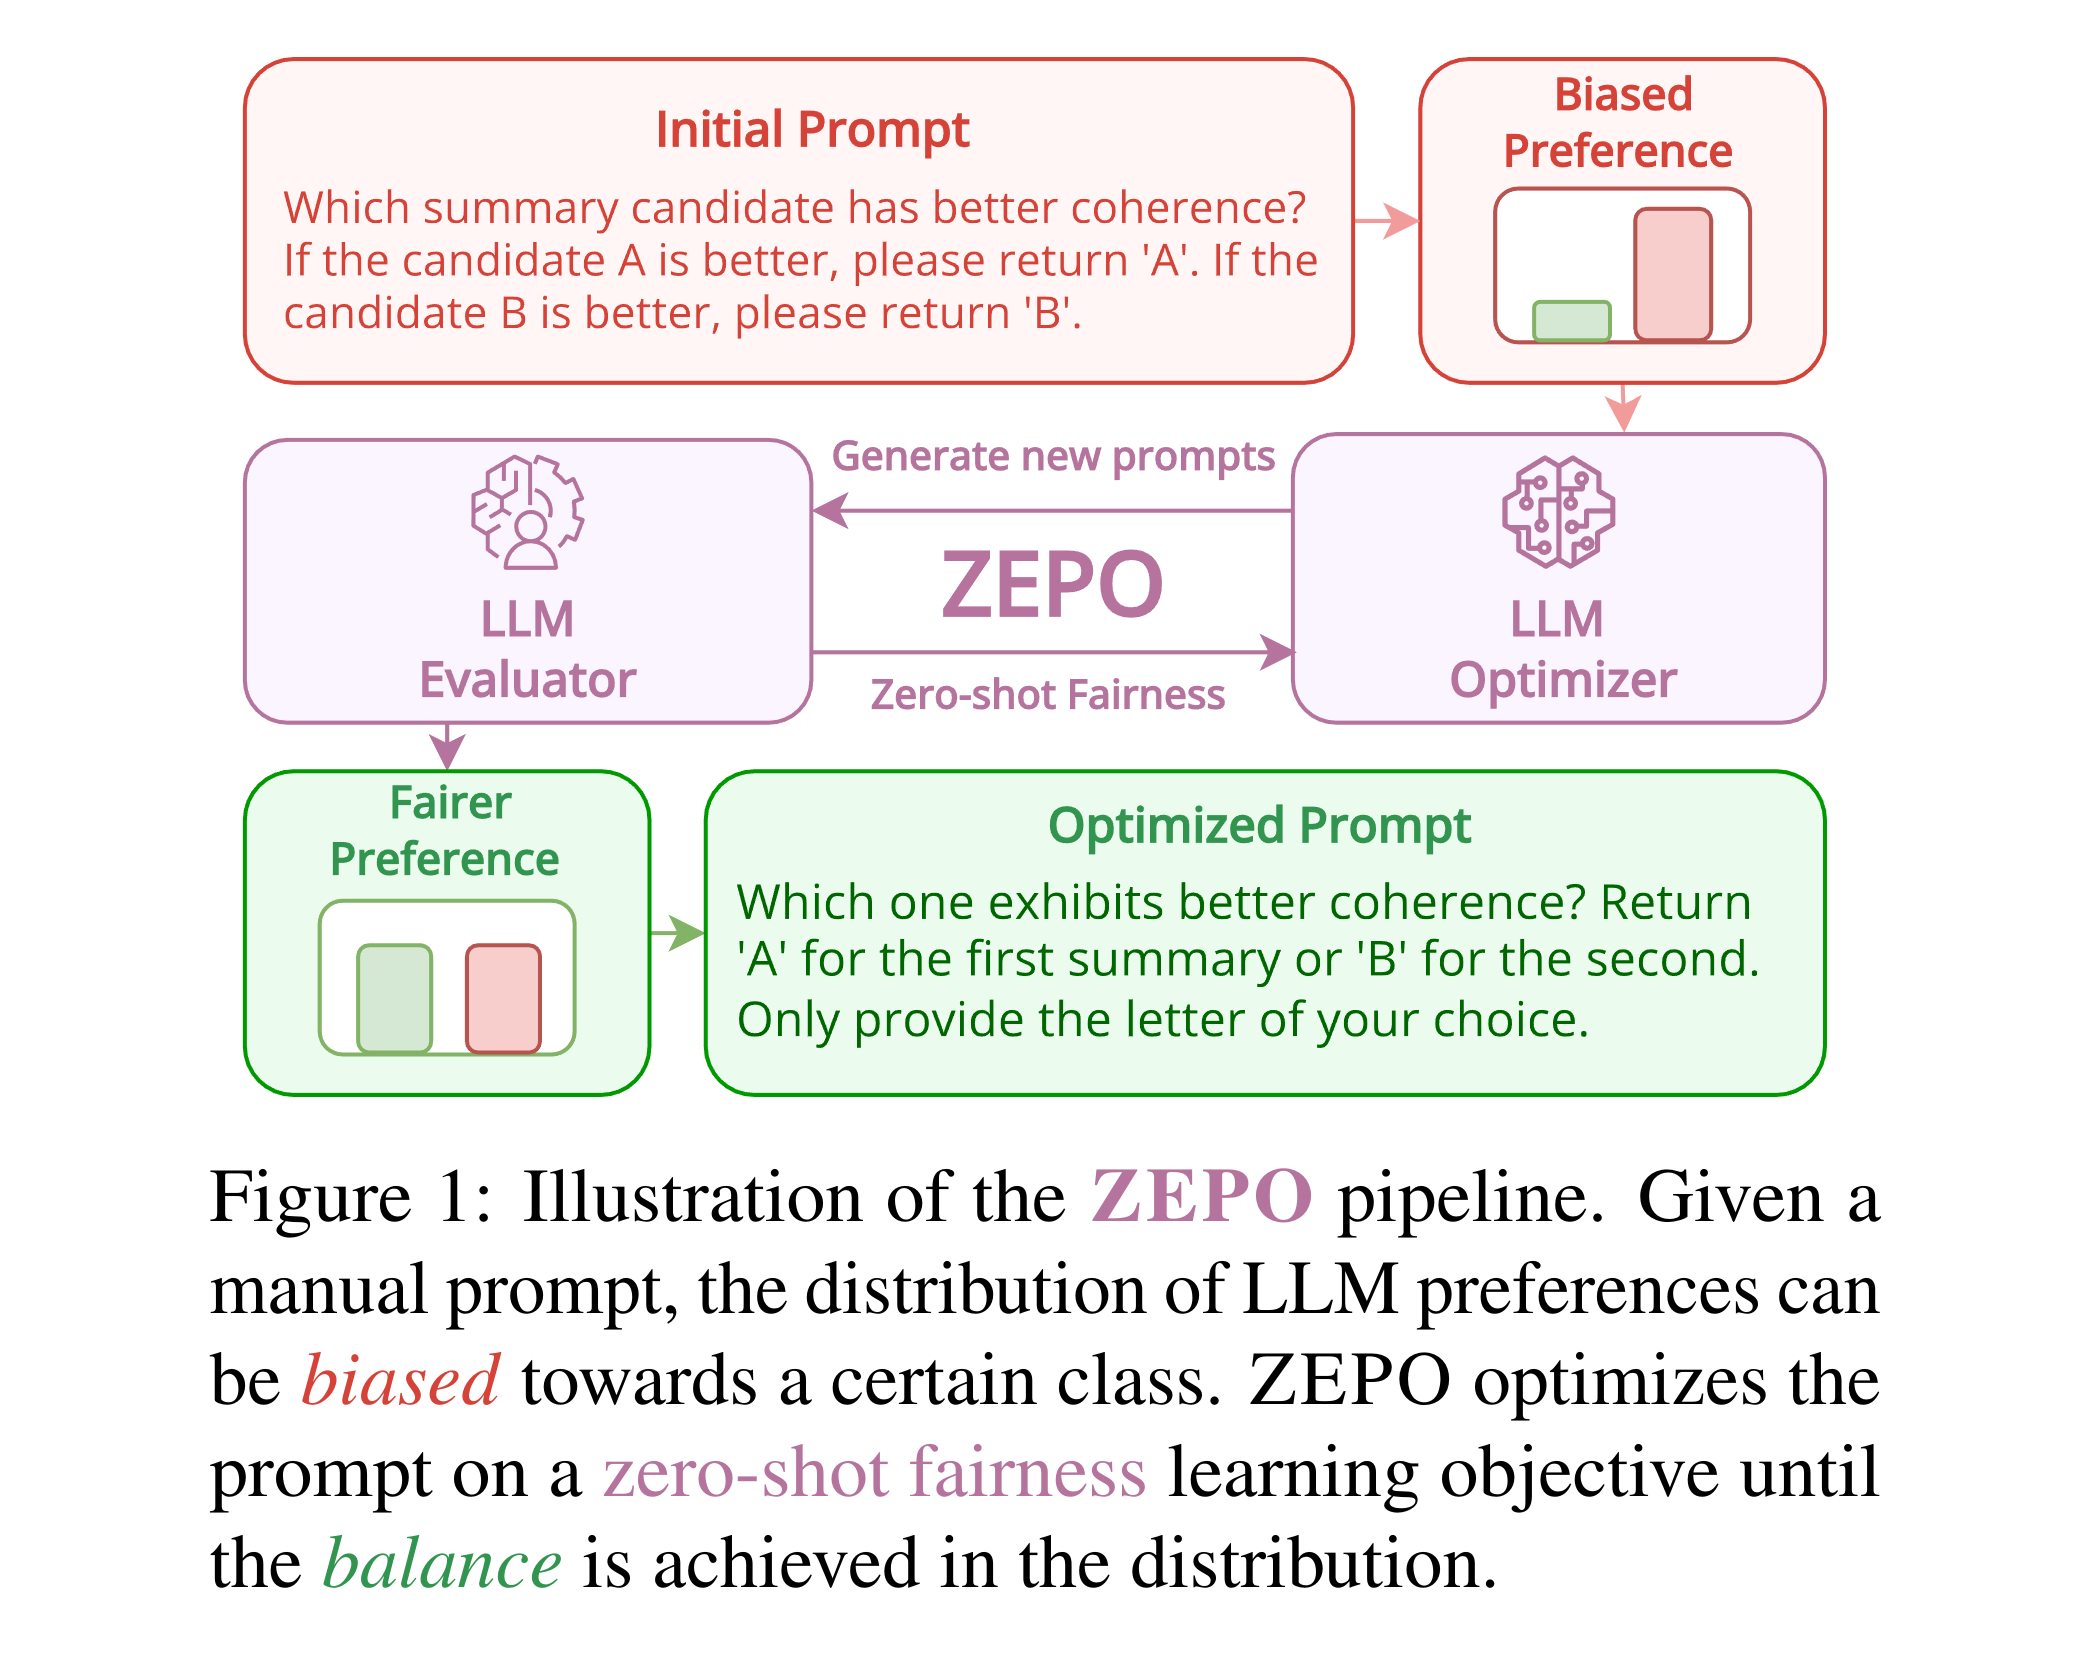 Initial Prompt
Which summary candidate has better coherence?
If the candidate A is better, please return 'A'. If the
candidate B is better, please return 'B'.
Biased
Preference
LLM
Evaluator
Generate new prompts
ZEPO
Zero-shot Fairness
LLM
Optimizer
Fairer
Preference
Optimized Prompt
Which one exhibits better coherence? Return
'A' for the first summary or 'B' for the second.
Only provide the letter of your choice.
Figure 1: Illustration of the ZEPO pipeline. Given a
manual prompt, the distribution of LLM preferences can
be biased towards a certain class. ZEPO optimizes the
prompt on a zero-shot fairness learning objective until
the balance is achieved in the distribution.